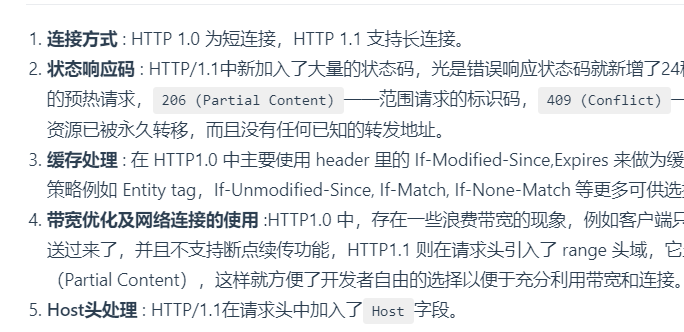 1. 连接方式 : HTTP 1.0 为短连接，HTTP 1.1 支持长连接。
2. 状态响应码 : HTTP/1.1中新加入了大量的状态码，光是错误响应状态码就新增了24
的预热请求， 206 (Partial Content) ——范围请求的标识码， 409 (Conflict) —
资源已被永久转移，而且没有任何已知的转发地址。
3. 缓存处理 : 在 HTTP1.0 中主要使用 header 里的 If-Modified-Since,Expires 来做为缓
策略例如 Entity tag，If-Unmodified-Since, If-Match, If-None-Match 等更多可供选
4. 带宽优化及网络连接的使用 :HTTP1.0 中，存在一些浪费带宽的现象，例如客户端只
送过来了，并且不支持断点续传功能，HTTP1.1 则在请求头引入了 range 头域，它
（Partial Content），这样就方便了开发者自由的选择以便于充分利用带宽和连接。
5. Host头处理 : HTTP/1.1在请求头中加入了 Host 字段。